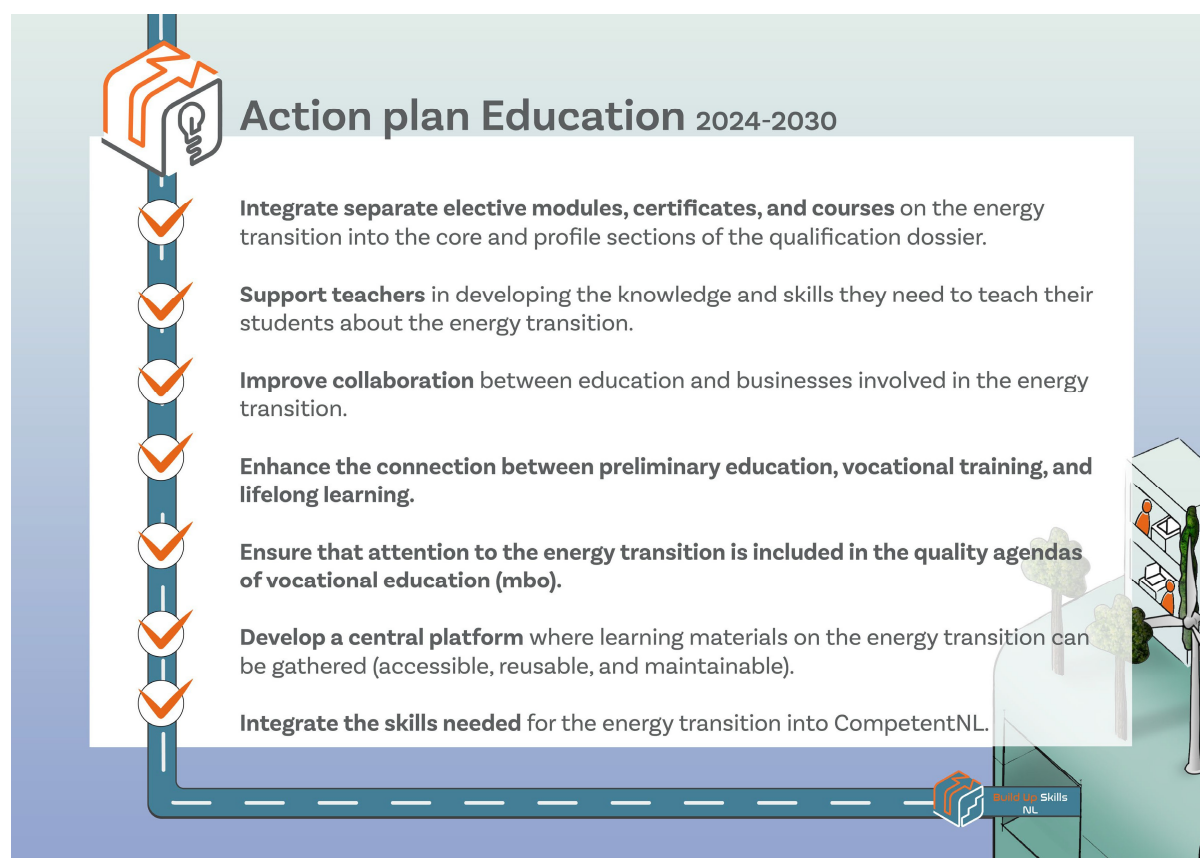 Action plan Education 2024-2030
Integrate separate elective modules, certificates, and courses on the energy
transition into the core and profile sections of the qualification dossier.
Support teachers in developing the knowledge and skills they need to teach their
students about the energy transition.
Improve collaboration between education and businesses involved in the energy
transition.
Enhance the connection between preliminary education, vocational training, and
lifelong learning.
Ensure that attention to the energy transition is included in the quality agendas
of vocational education (mbo).
Develop a central platform where learning materials on the energy transition can
be gathered (accessible, reusable, and maintainable).
Integrate the skills needed for the energy transition into CompetentNL.
Build Up Skills
NL